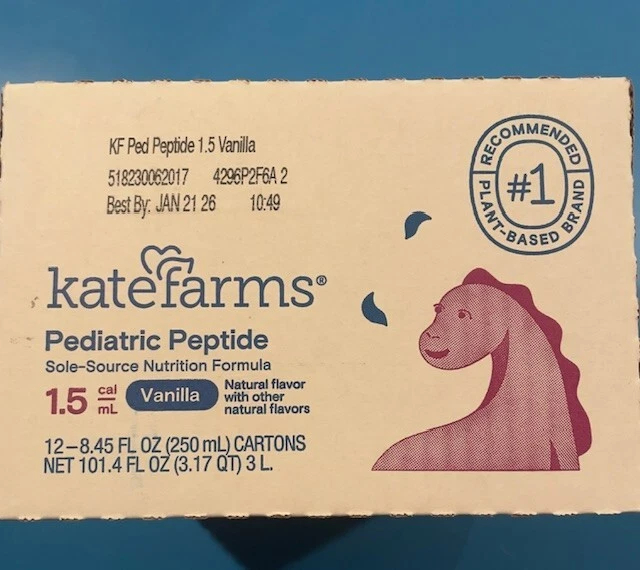 KF Ped Peptide 1.5 Vanilla
518230062017 4296P2F6A 2
Best By: JAN 21 26 10:49
RECOMMENDED
#1
PLANT-BASED BRAND
katefarms®
Pediatric Peptide
Sole-Source Nutrition Formula
1.5 cal/mL Vanilla Natural flavor
with other
natural flavors
12–8.45 FL OZ (250 mL) CARTONS
NET 101.4 FL OZ (3.17 QT) 3 L.